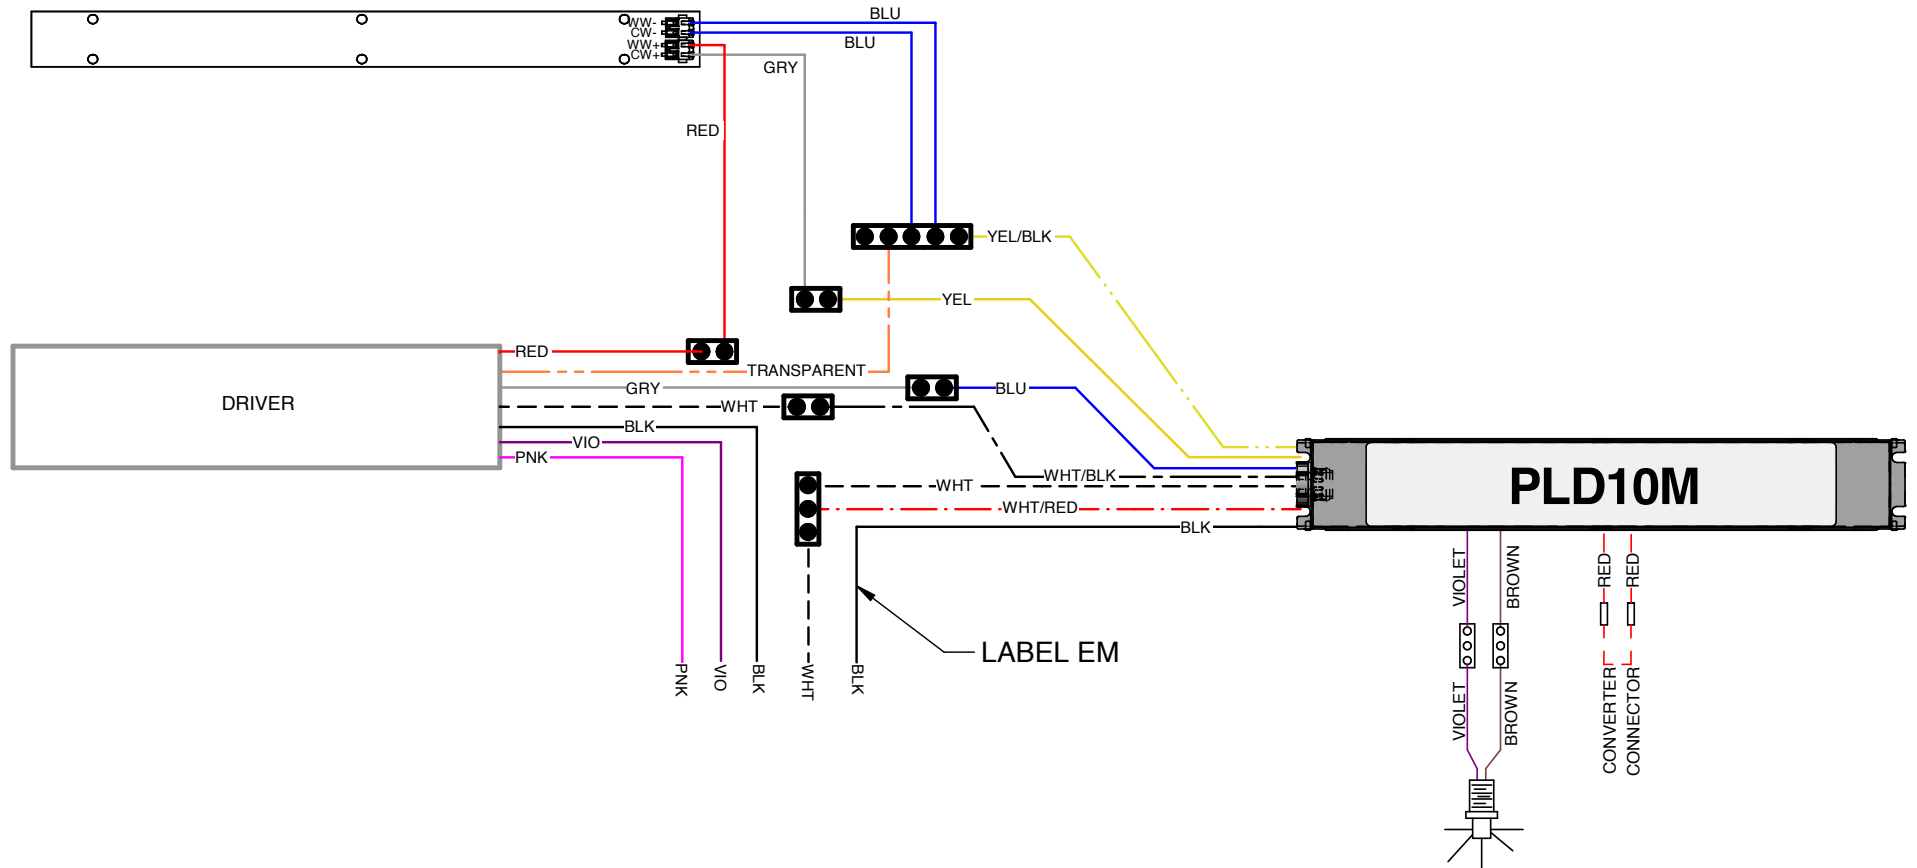 WW-
CW-
WW+
CW+
BLU
BLU
GRY
RED
YEL/BLK
YEL
RED
TRANSPARENT
GRY
BLU
DRIVER
WHT
BLK
VIO
PNK
WHT/BLK
WHT
WHT/RED
BLK
PLD10M
LABEL EM
PNK
VIO
BLK
WHT
BLK
VIOLET
BROWN
RED
RED
VIOLET
BROWN
CONVERTER
CONNECTOR